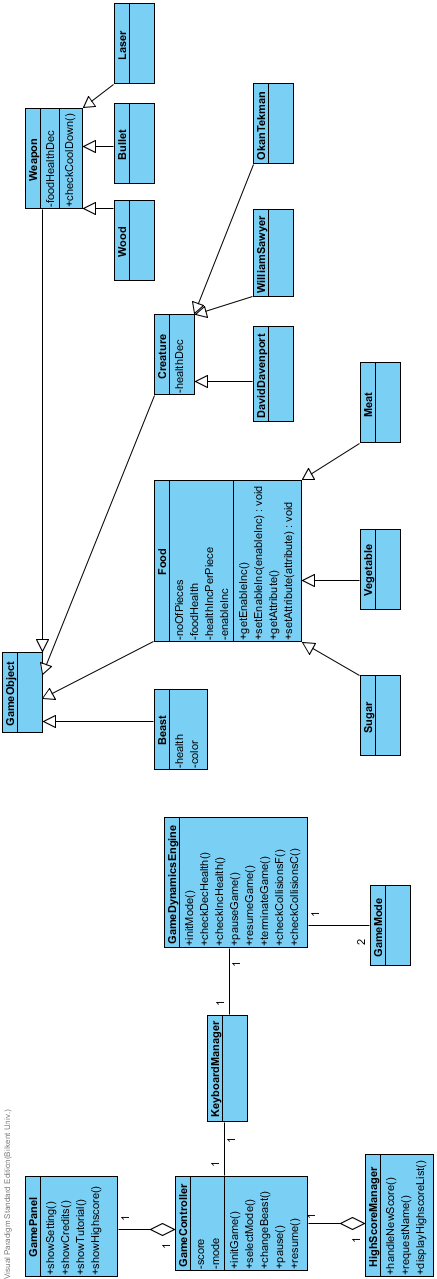 Visual Paradigm Standard Edition(Bilkent Univ.)
GamePanel
+showSetting()
+showCredits()
+showTutorial()
+showHighscore()
1
1
GameController
-score
-mode
+initGame()
+selectMode()
+changeBeast()
+pause()
+resume()
1
1
HighScoreManager
+handleNewScore()
+requestName()
+displayHighscoreList()
1
1
KeyboardManager
1
1
GameDynamicsEngine
+initMode()
+checkDecHealth()
+checkIncHealth()
+pauseGame()
+resumeGame()
+terminateGame()
+checkCollisionsF()
+checkCollisionsC()
1
2
GameMode
GameObject
Beast
-health
-color
Food
-noOfPieces
-foodHealth
-healthIncPerPiece
-enableInc
+getEnableInc()
+setEnableInc(enableInc) : void
+getAttribute()
+setAttribute(attribute) : void
Sugar
Vegetable
Meat
Creature
-healthDec
DavidDavenport
WilliamSawyer
OkanTekman
Weapon
-foodHealthDec
+checkCoolDown()
Wood
Bullet
Laser